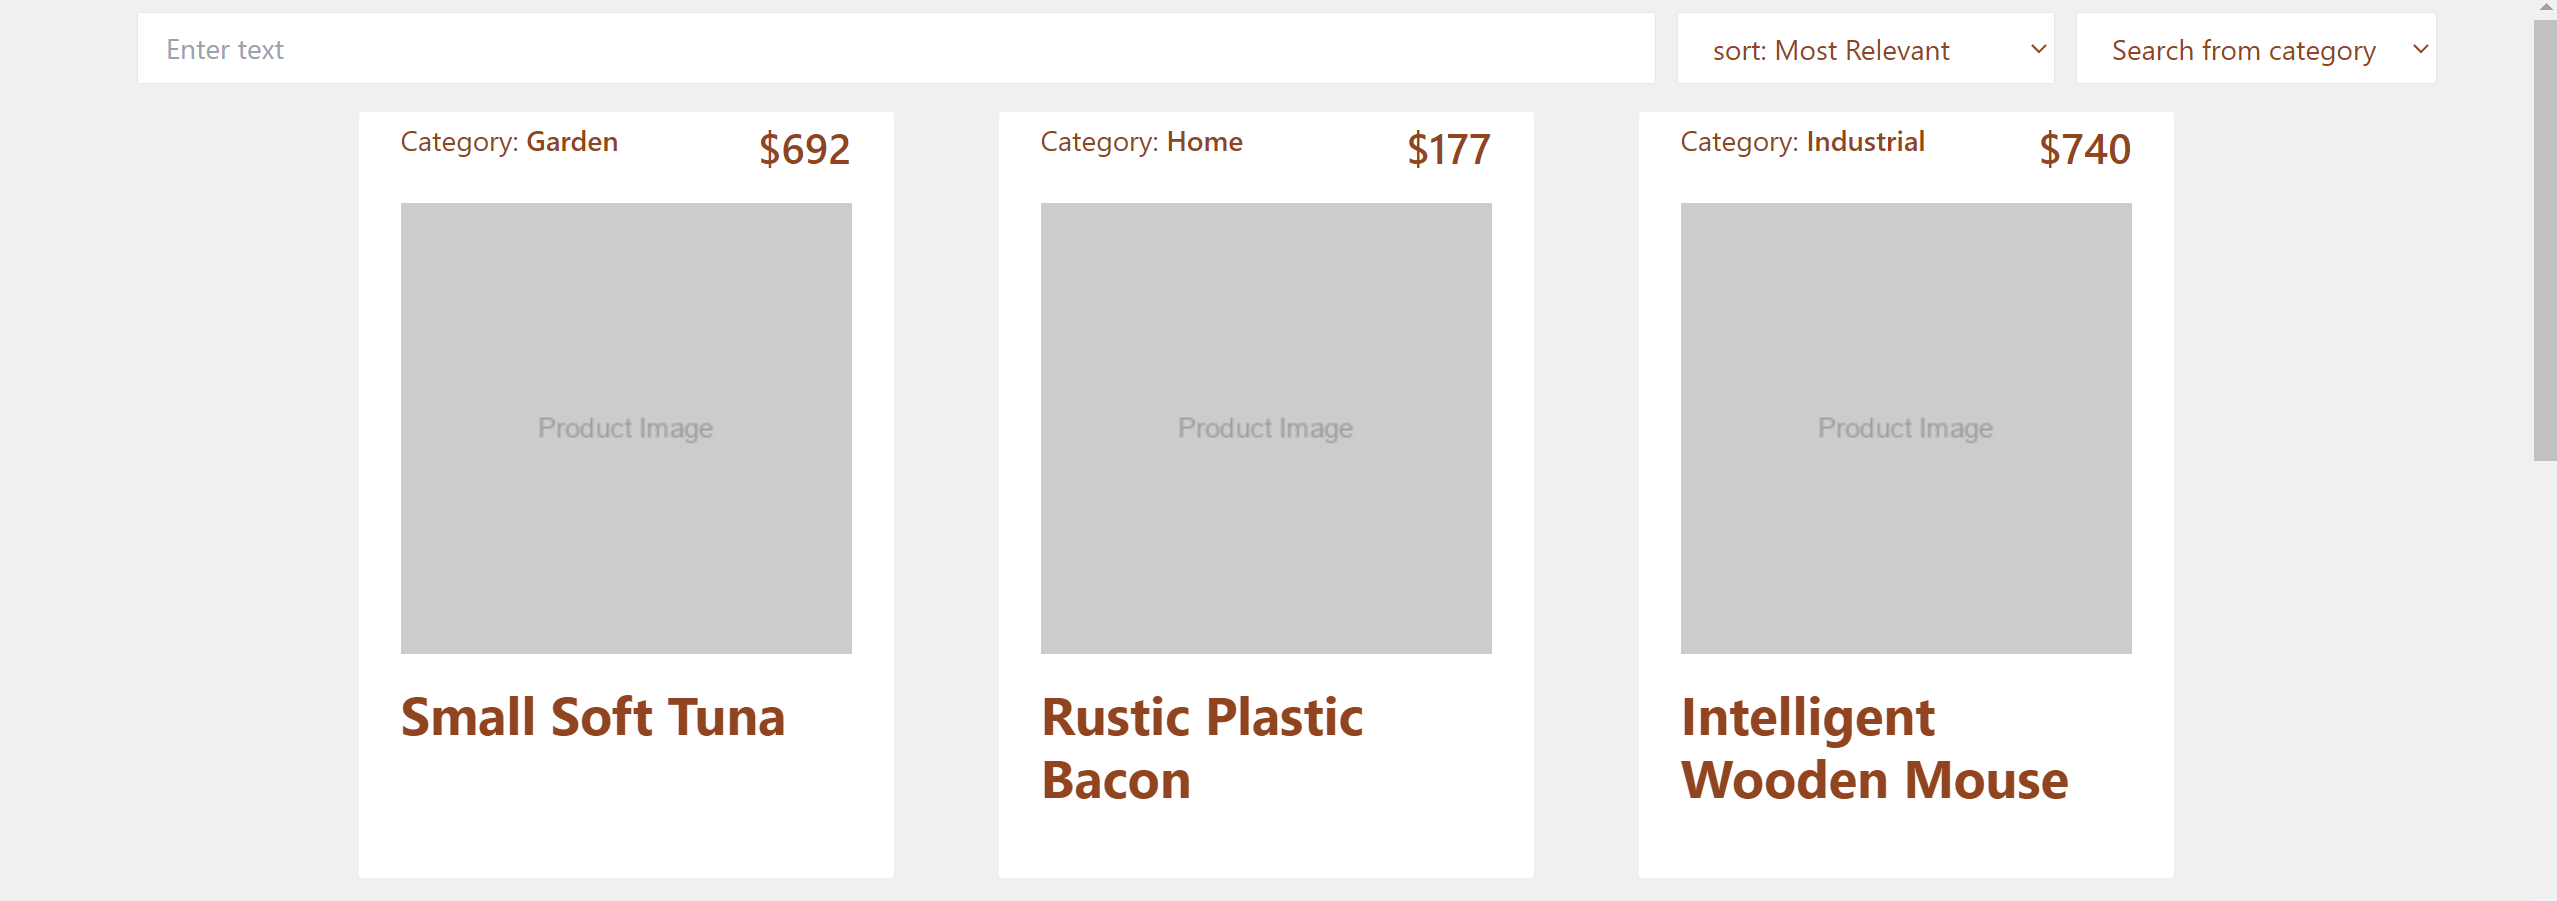 Enter text
sort: Most Relevant
Search from category
Category: Garden
$692
Product Image
Small Soft Tuna
Category: Home
$177
Product Image
Rustic Plastic
Bacon
Category: Industrial
$740
Product Image
Intelligent
Wooden Mouse